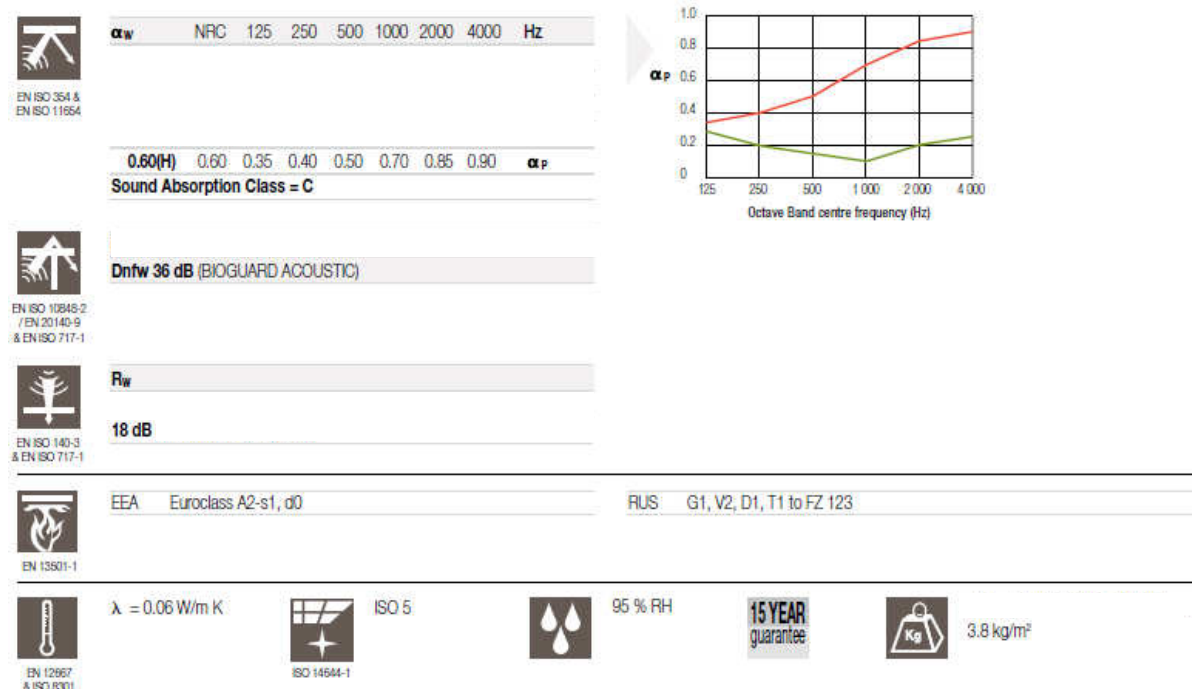 αw NRC 125 250 500 1000 2000 4000 Hz
EN ISO 354 &
EN ISO 11654
0.60(H) 0.60 0.35 0.40 0.50 0.70 0.85 0.90 αP
Sound Absorption Class = C
1.0
0.8
αP 0.6
0.4
0.2
0
125 250 500 1 000 2 000 4 000
Octave Band centre frequency (Hz)
Dnfw 36 dB (BIOGUARD ACOUSTIC)
EN ISO 10848-2
/ EN 20140-9
& EN ISO 717-1
Rw
18 dB
EN ISO 140-3
& EN ISO 717-1
EEA Euroclass A2-s1, d0
RUS G1, V2, D1, T1 to FZ 123
EN 13501-1
λ = 0.06 W/m K
EN 12667
& ISO 8301
ISO 5
ISO 14644-1
95 % RH
15 YEAR
guarantee
Kg
3.8 kg/m²